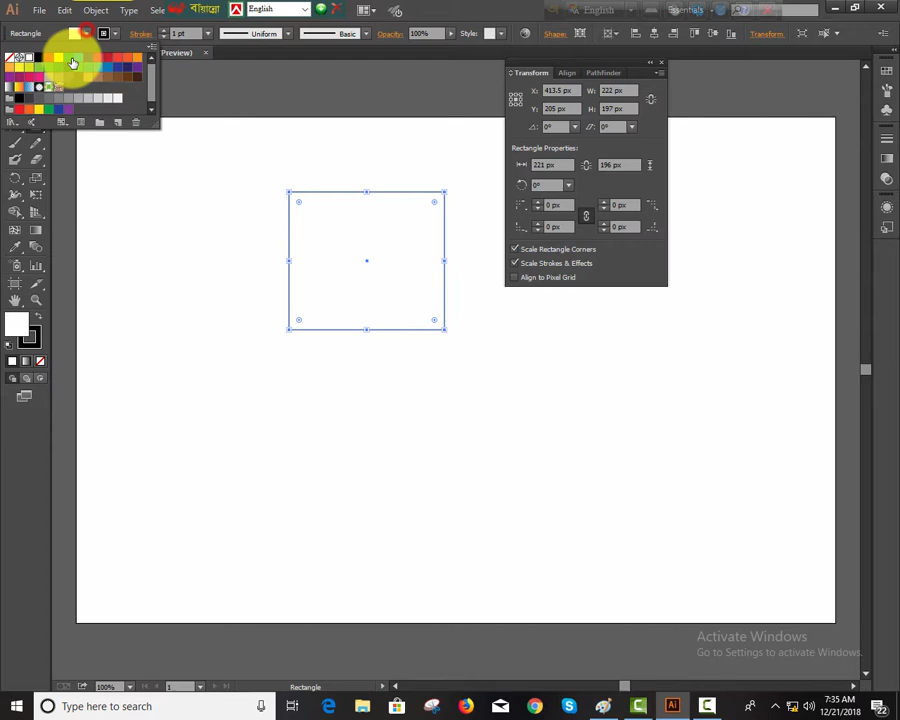 Ai File Edit Object Type Sele বায়ান্নো A English Essentials
Rectangle Stroke: 1 pt Uniform Basic Opacity: 100% Style: Shape: Transform
Preview)
Transform Align Pathfinder
X: 413.5 px W: 222 px
Y: 205 px H: 197 px
0° 0°
Rectangle Properties:
221 px 196 px
0°
0 px 0 px
0 px 0 px
Scale Rectangle Corners
Scale Strokes & Effects
Align to Pixel Grid
Activate Windows
Go to Settings to activate Windows.
100% 1 Rectangle
Type here to search Ai 7:35 AM
12/21/2018 22